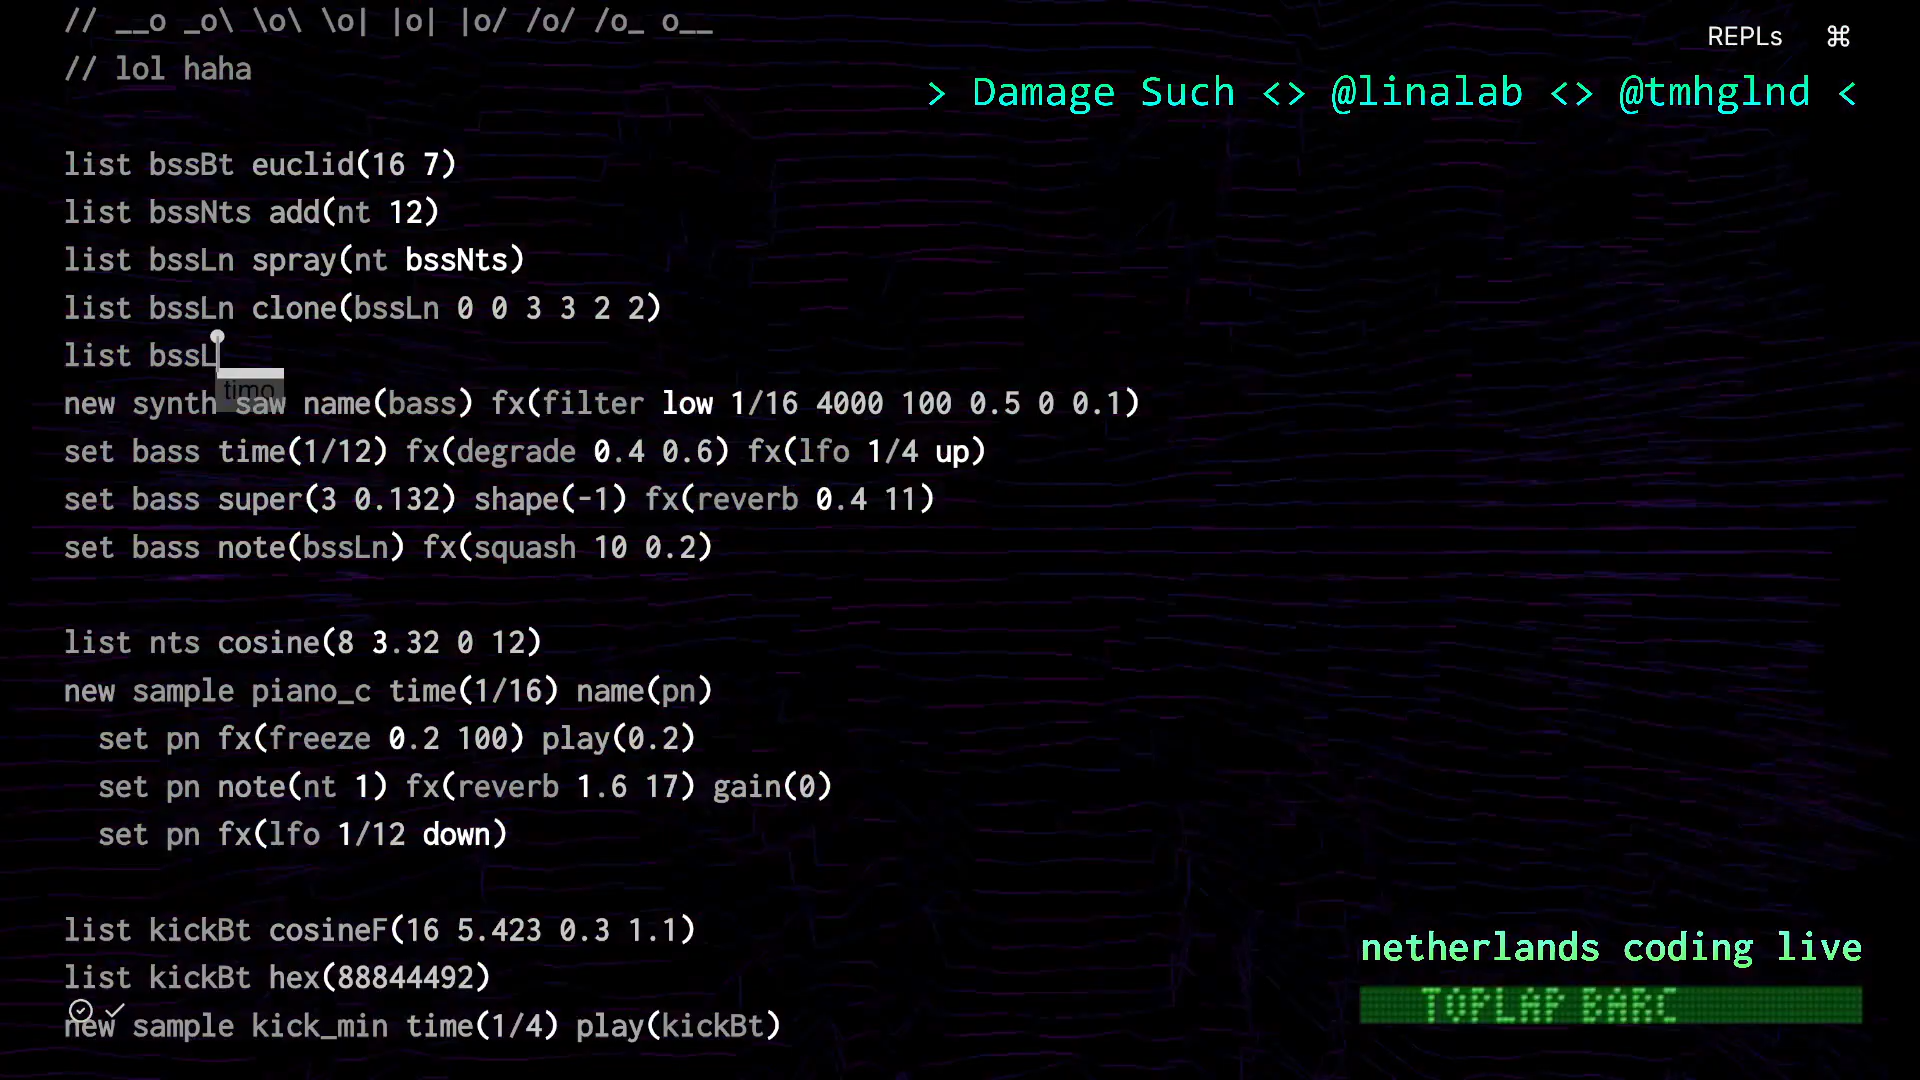 // __o _o\ \o\ \o| |o| |o/ /o/ /o_ o__
// lol haha
REPLs ⌘
> Damage Such <> @linalab <> @tmhglnd <
list bssBt euclid(16 7)
list bssNts add(nt 12)
list bssLn spray(nt bssNts)
list bssLn clone(bssLn 0 0 3 3 2 2)
list bssL
timo
new synth saw name(bass) fx(filter low 1/16 4000 100 0.5 0 0.1)
set bass time(1/12) fx(degrade 0.4 0.6) fx(lfo 1/4 up)
set bass super(3 0.132) shape(-1) fx(reverb 0.4 11)
set bass note(bssLn) fx(squash 10 0.2)
list nts cosine(8 3.32 0 12)
new sample piano_c time(1/16) name(pn)
set pn fx(freeze 0.2 100) play(0.2)
set pn note(nt 1) fx(reverb 1.6 17) gain(0)
set pn fx(lfo 1/12 down)
list kickBt cosineF(16 5.423 0.3 1.1)
list kickBt hex(88844492)
new sample kick_min time(1/4) play(kickBt)
netherlands coding live
TOPLAP BARC